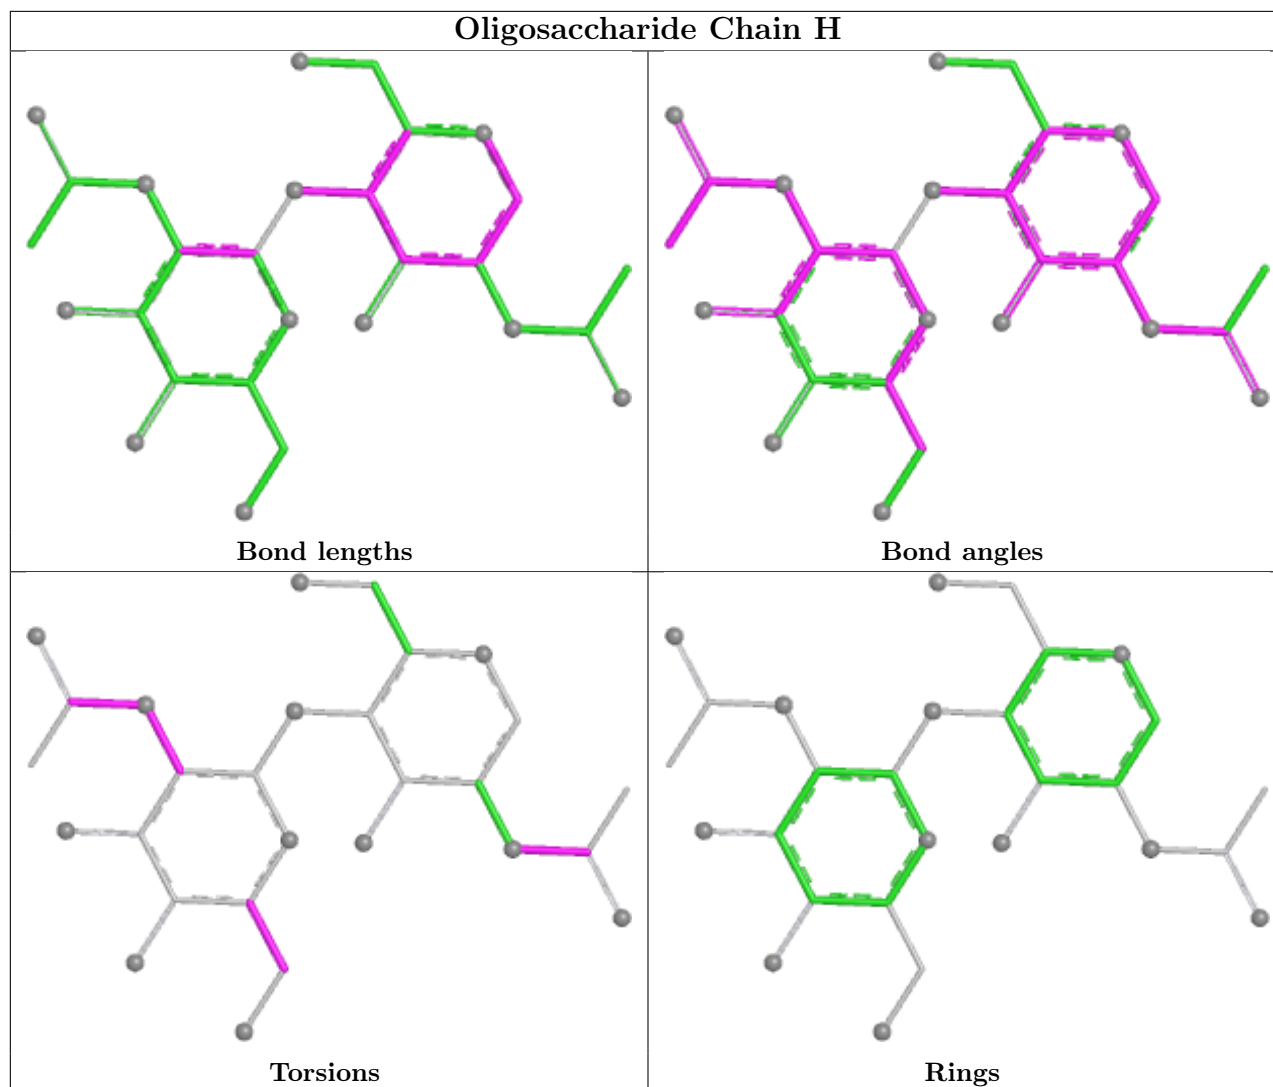 Oligosaccharide Chain H
Bond lengths
Bond angles
Torsions
Rings